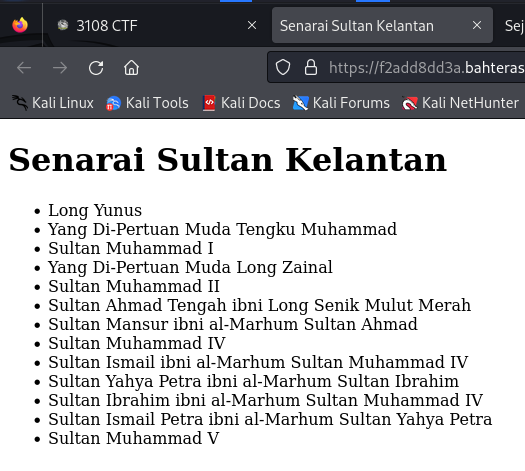 3108 CTF
Senarai Sultan Kelantan
Sej
https://f2add8dd3a.bahteras
Kali Linux
Kali Tools
Kali Docs
Kali Forums
Kali NetHunter
Senarai Sultan Kelantan
• Long Yunus
• Yang Di-Pertuan Muda Tengku Muhammad
• Sultan Muhammad I
• Yang Di-Pertuan Muda Long Zainal
• Sultan Muhammad II
• Sultan Ahmad Tengah ibni Long Senik Mulut Merah
• Sultan Mansur ibni al-Marhum Sultan Ahmad
• Sultan Muhammad IV
• Sultan Ismail ibni al-Marhum Sultan Muhammad IV
• Sultan Yahya Petra ibni al-Marhum Sultan Ibrahim
• Sultan Ibrahim ibni al-Marhum Sultan Muhammad IV
• Sultan Ismail Petra ibni al-Marhum Sultan Yahya Petra
• Sultan Muhammad V